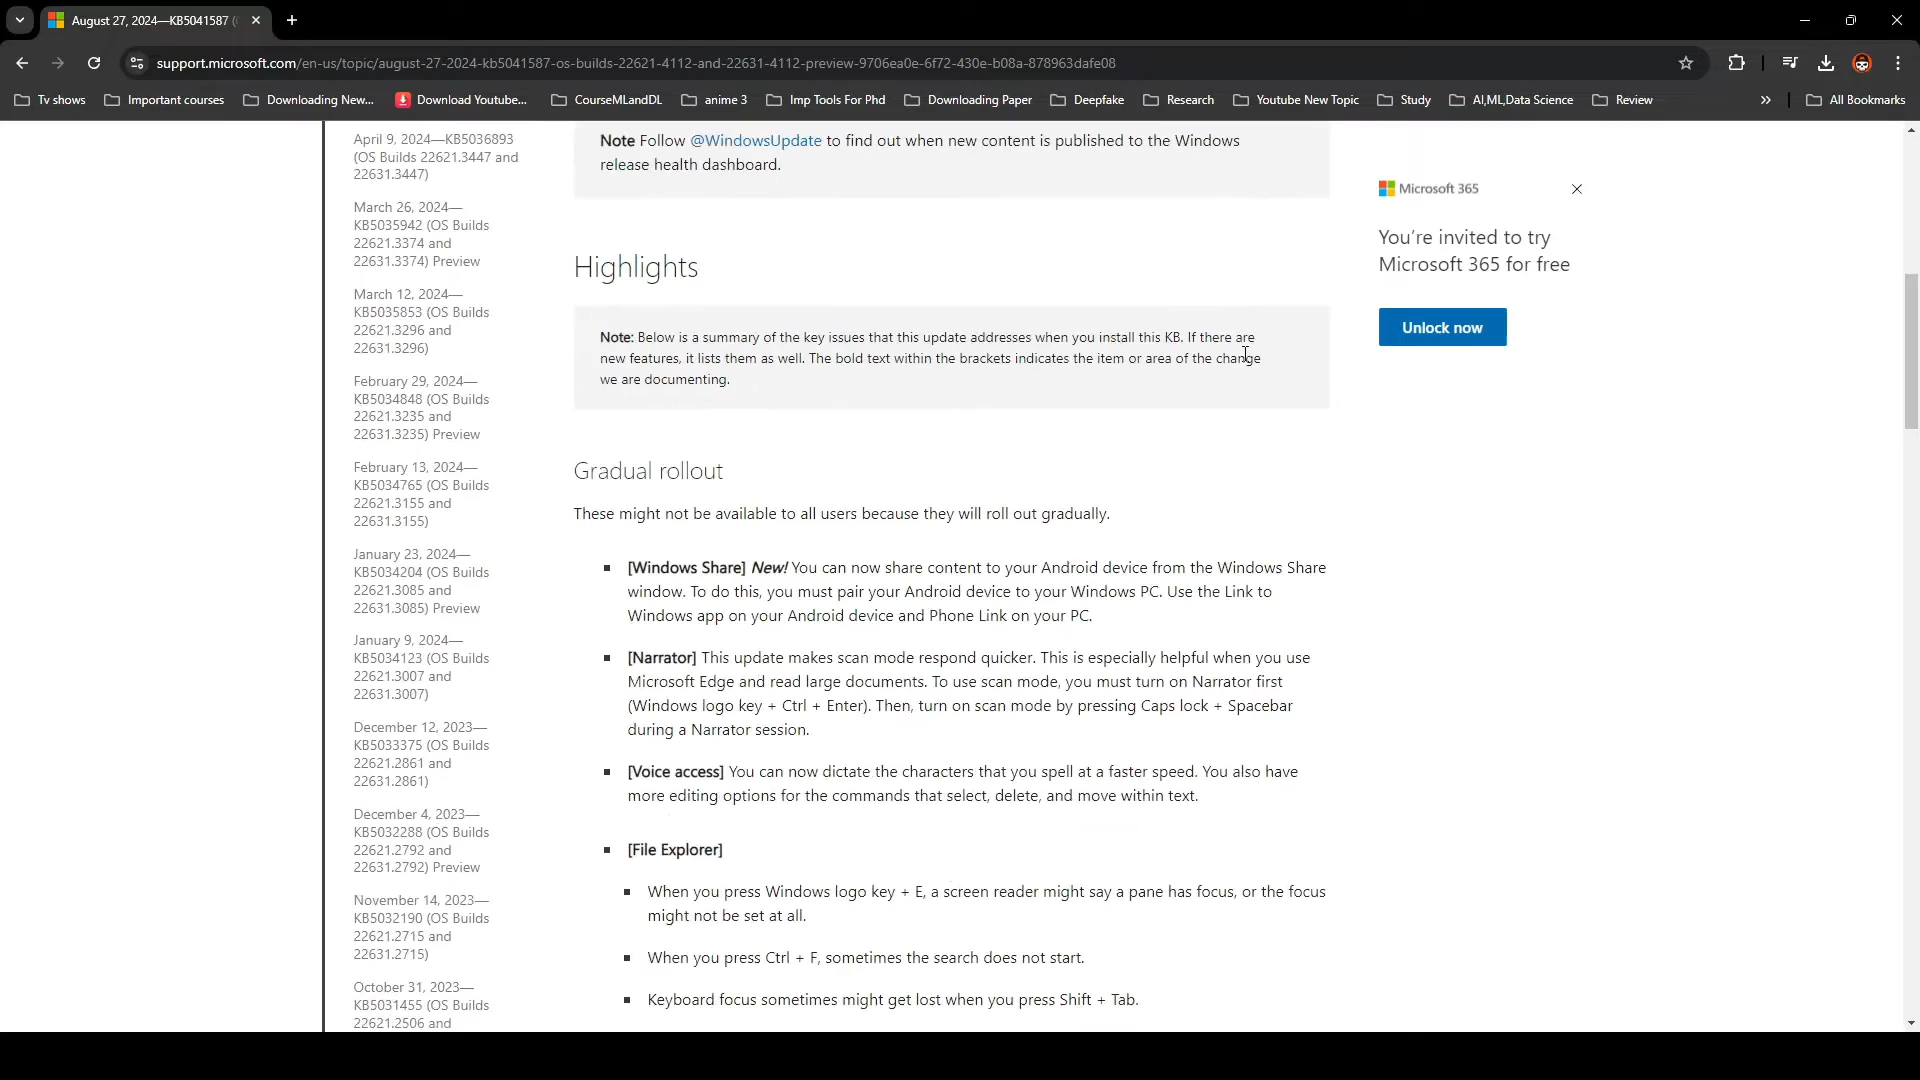 August 27, 2024—KB5041587 (
support.microsoft.com/en-us/topic/august-27-2024-kb5041587-os-builds-22621-4112-and-22631-4112-preview-9706ea0e-6f72-430e-b08a-878963dafe08
Tv shows
Important courses
Downloading New...
Download Youtube...
CourseMLandDL
anime 3
Imp Tools For Phd
Downloading Paper
Deepfake
Research
Youtube New Topic
Study
AI,ML,Data Science
Review
All Bookmarks
April 9, 2024—KB5036893
(OS Builds 22621.3447 and
22631.3447)
March 26, 2024—
KB5035942 (OS Builds
22621.3374 and
22631.3374) Preview
March 12, 2024—
KB5035853 (OS Builds
22621.3296 and
22631.3296)
February 29, 2024—
KB5034848 (OS Builds
22621.3235 and
22631.3235) Preview
February 13, 2024—
KB5034765 (OS Builds
22621.3155 and
22631.3155)
January 23, 2024—
KB5034204 (OS Builds
22621.3085 and
22631.3085) Preview
January 9, 2024—
KB5034123 (OS Builds
22621.3007 and
22631.3007)
December 12, 2023—
KB5033375 (OS Builds
22621.2861 and
22631.2861)
December 4, 2023—
KB5032288 (OS Builds
22621.2792 and
22631.2792) Preview
November 14, 2023—
KB5032190 (OS Builds
22621.2715 and
22631.2715)
October 31, 2023—
KB5031455 (OS Builds
22621.2506 and
Note Follow @WindowsUpdate to find out when new content is published to the Windows
release health dashboard.
Highlights
Note: Below is a summary of the key issues that this update addresses when you install this KB. If there are
new features, it lists them as well. The bold text within the brackets indicates the item or area of the change
we are documenting.
Gradual rollout
These might not be available to all users because they will roll out gradually.
[Windows Share] New! You can now share content to your Android device from the Windows Share
window. To do this, you must pair your Android device to your Windows PC. Use the Link to
Windows app on your Android device and Phone Link on your PC.
[Narrator] This update makes scan mode respond quicker. This is especially helpful when you use
Microsoft Edge and read large documents. To use scan mode, you must turn on Narrator first
(Windows logo key + Ctrl + Enter). Then, turn on scan mode by pressing Caps lock + Spacebar
during a Narrator session.
[Voice access] You can now dictate the characters that you spell at a faster speed. You also have
more editing options for the commands that select, delete, and move within text.
[File Explorer]
When you press Windows logo key + E, a screen reader might say a pane has focus, or the focus
might not be set at all.
When you press Ctrl + F, sometimes the search does not start.
Keyboard focus sometimes might get lost when you press Shift + Tab.
Microsoft 365
You're invited to try
Microsoft 365 for free
Unlock now